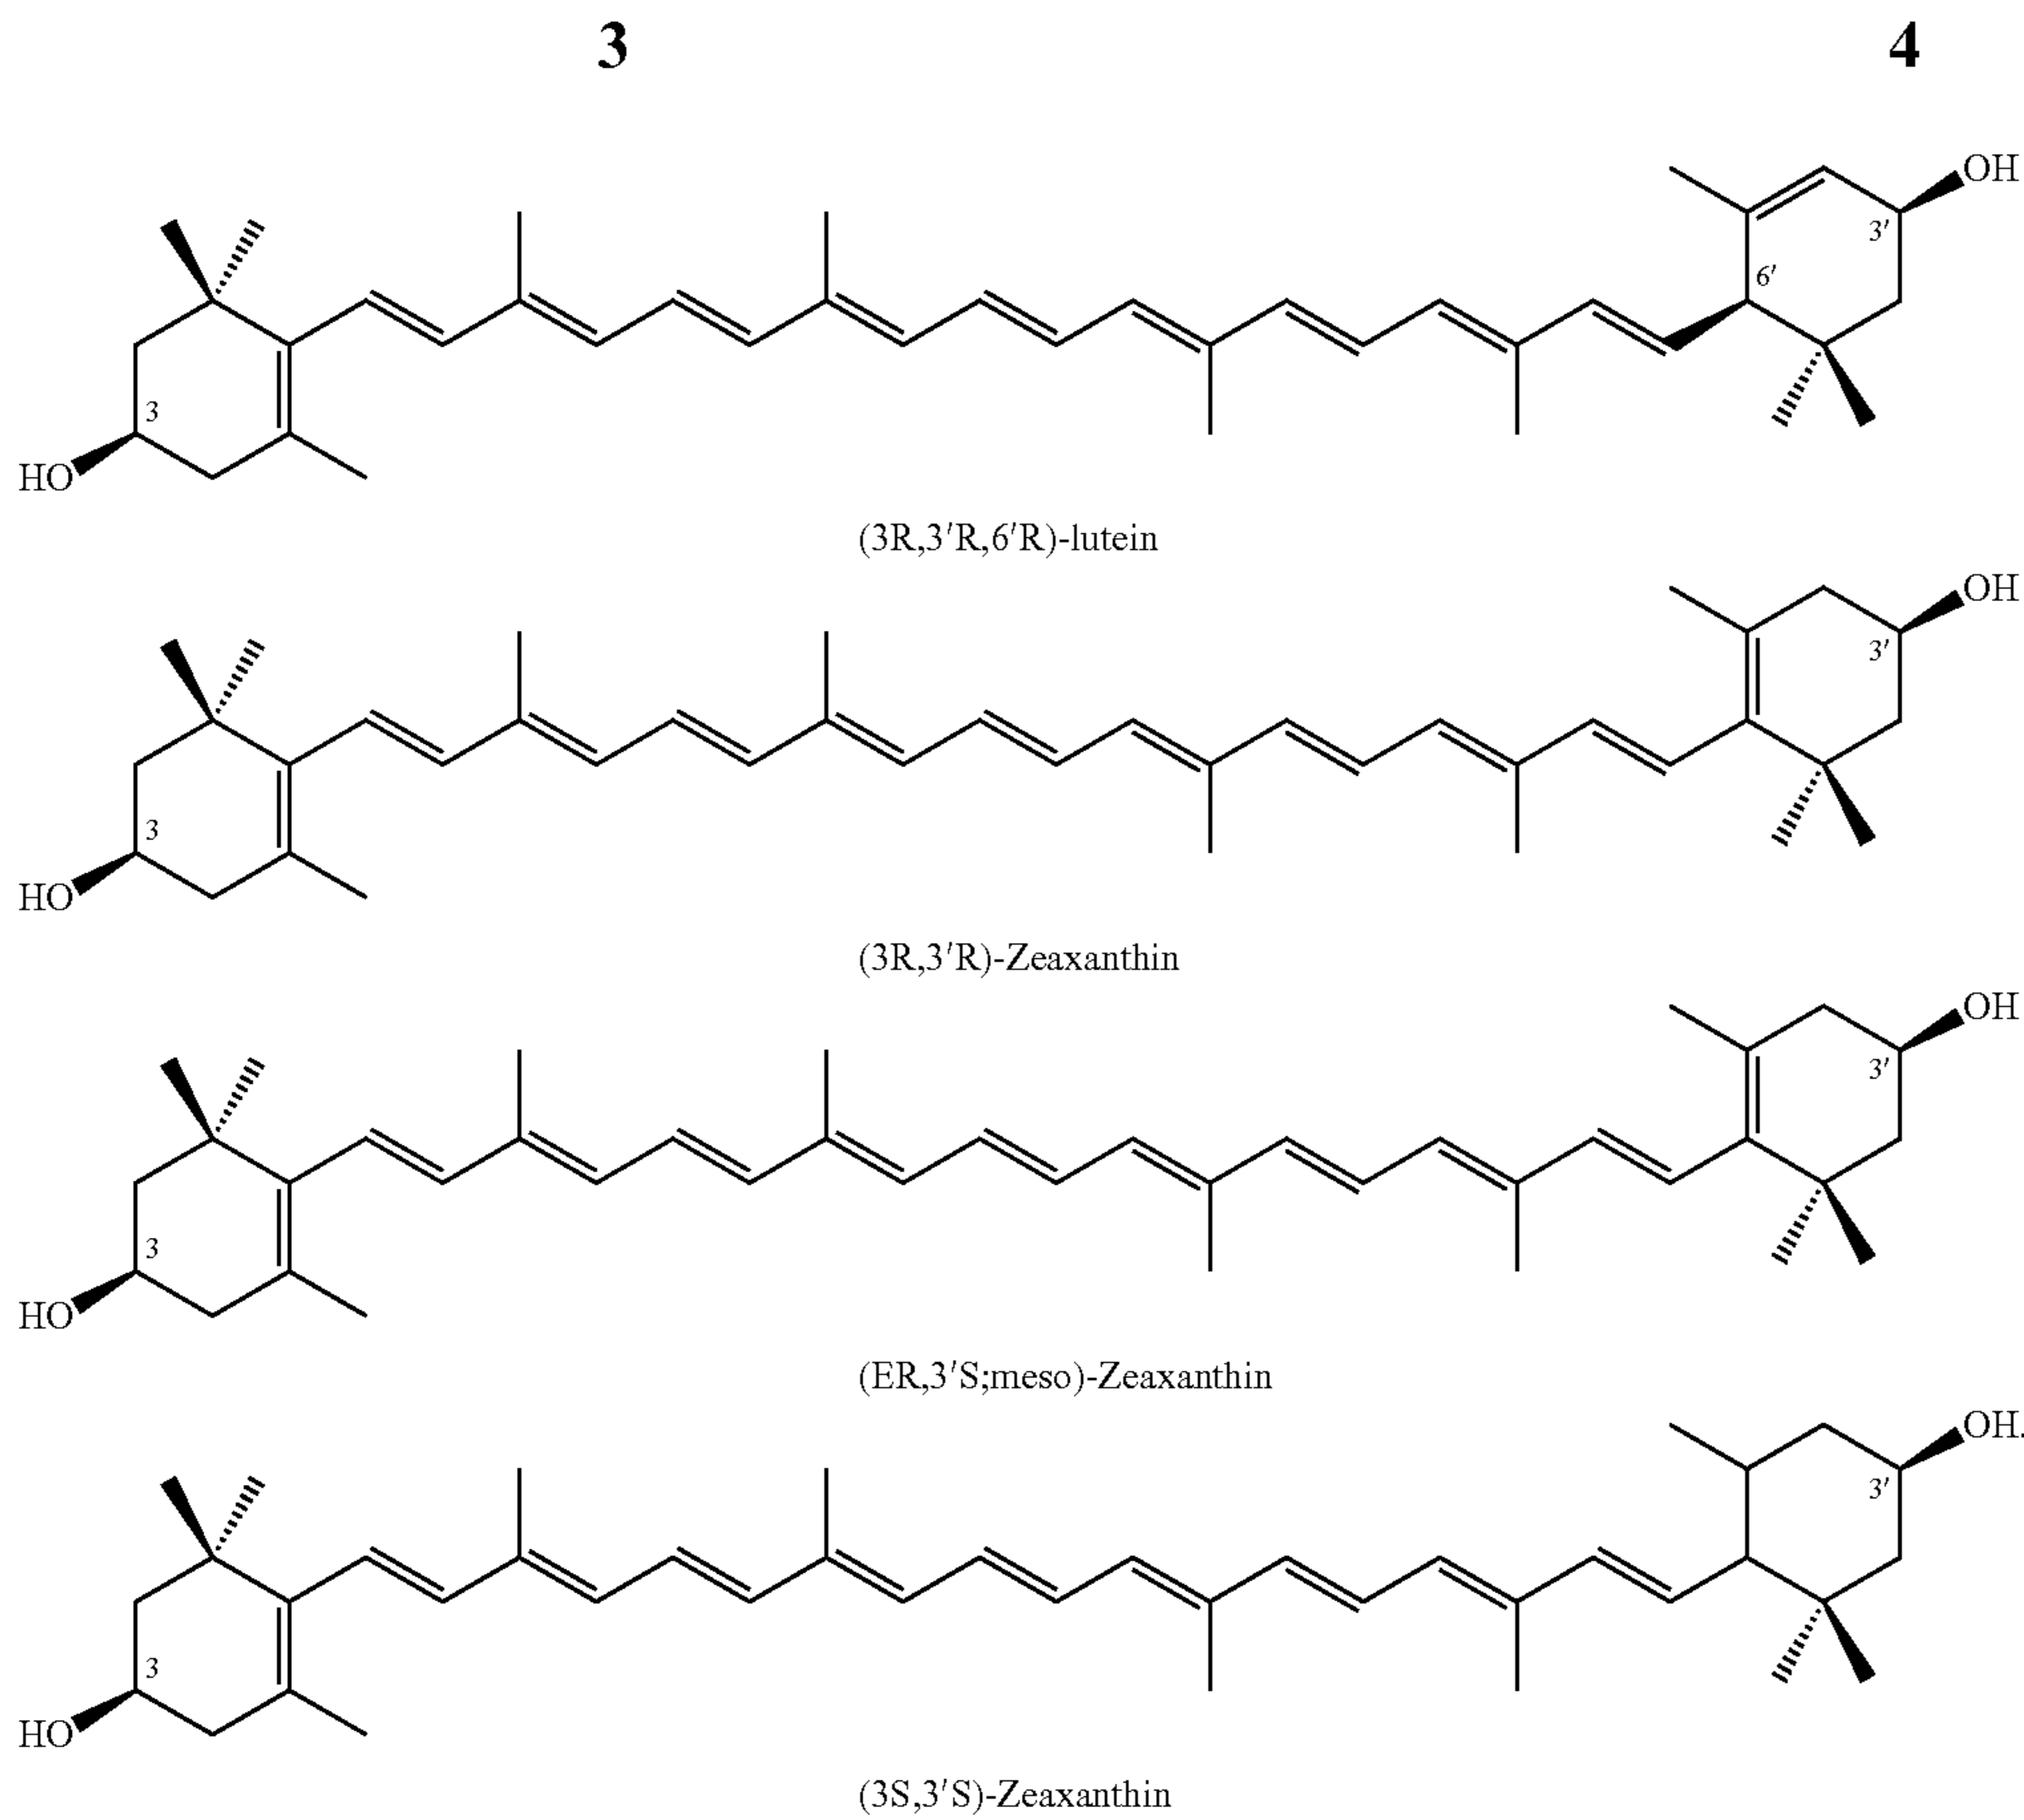 3 4
OH
3'
6'
3
HO
(3R,3'R,6'R)-lutein
OH
3'
3
HO
(3R,3'R)-Zeaxanthin
OH
3'
3
HO
(ER,3'S;meso)-Zeaxanthin
OH.
3'
3
HO
(3S,3'S)-Zeaxanthin